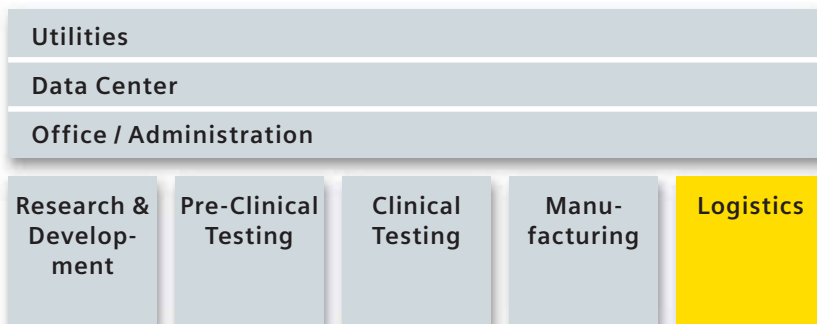 Utilities
Data Center
Office / Administration
Research &
Develop-
ment
Pre-Clinical
Testing
Clinical
Testing
Manu-
facturing
Logistics